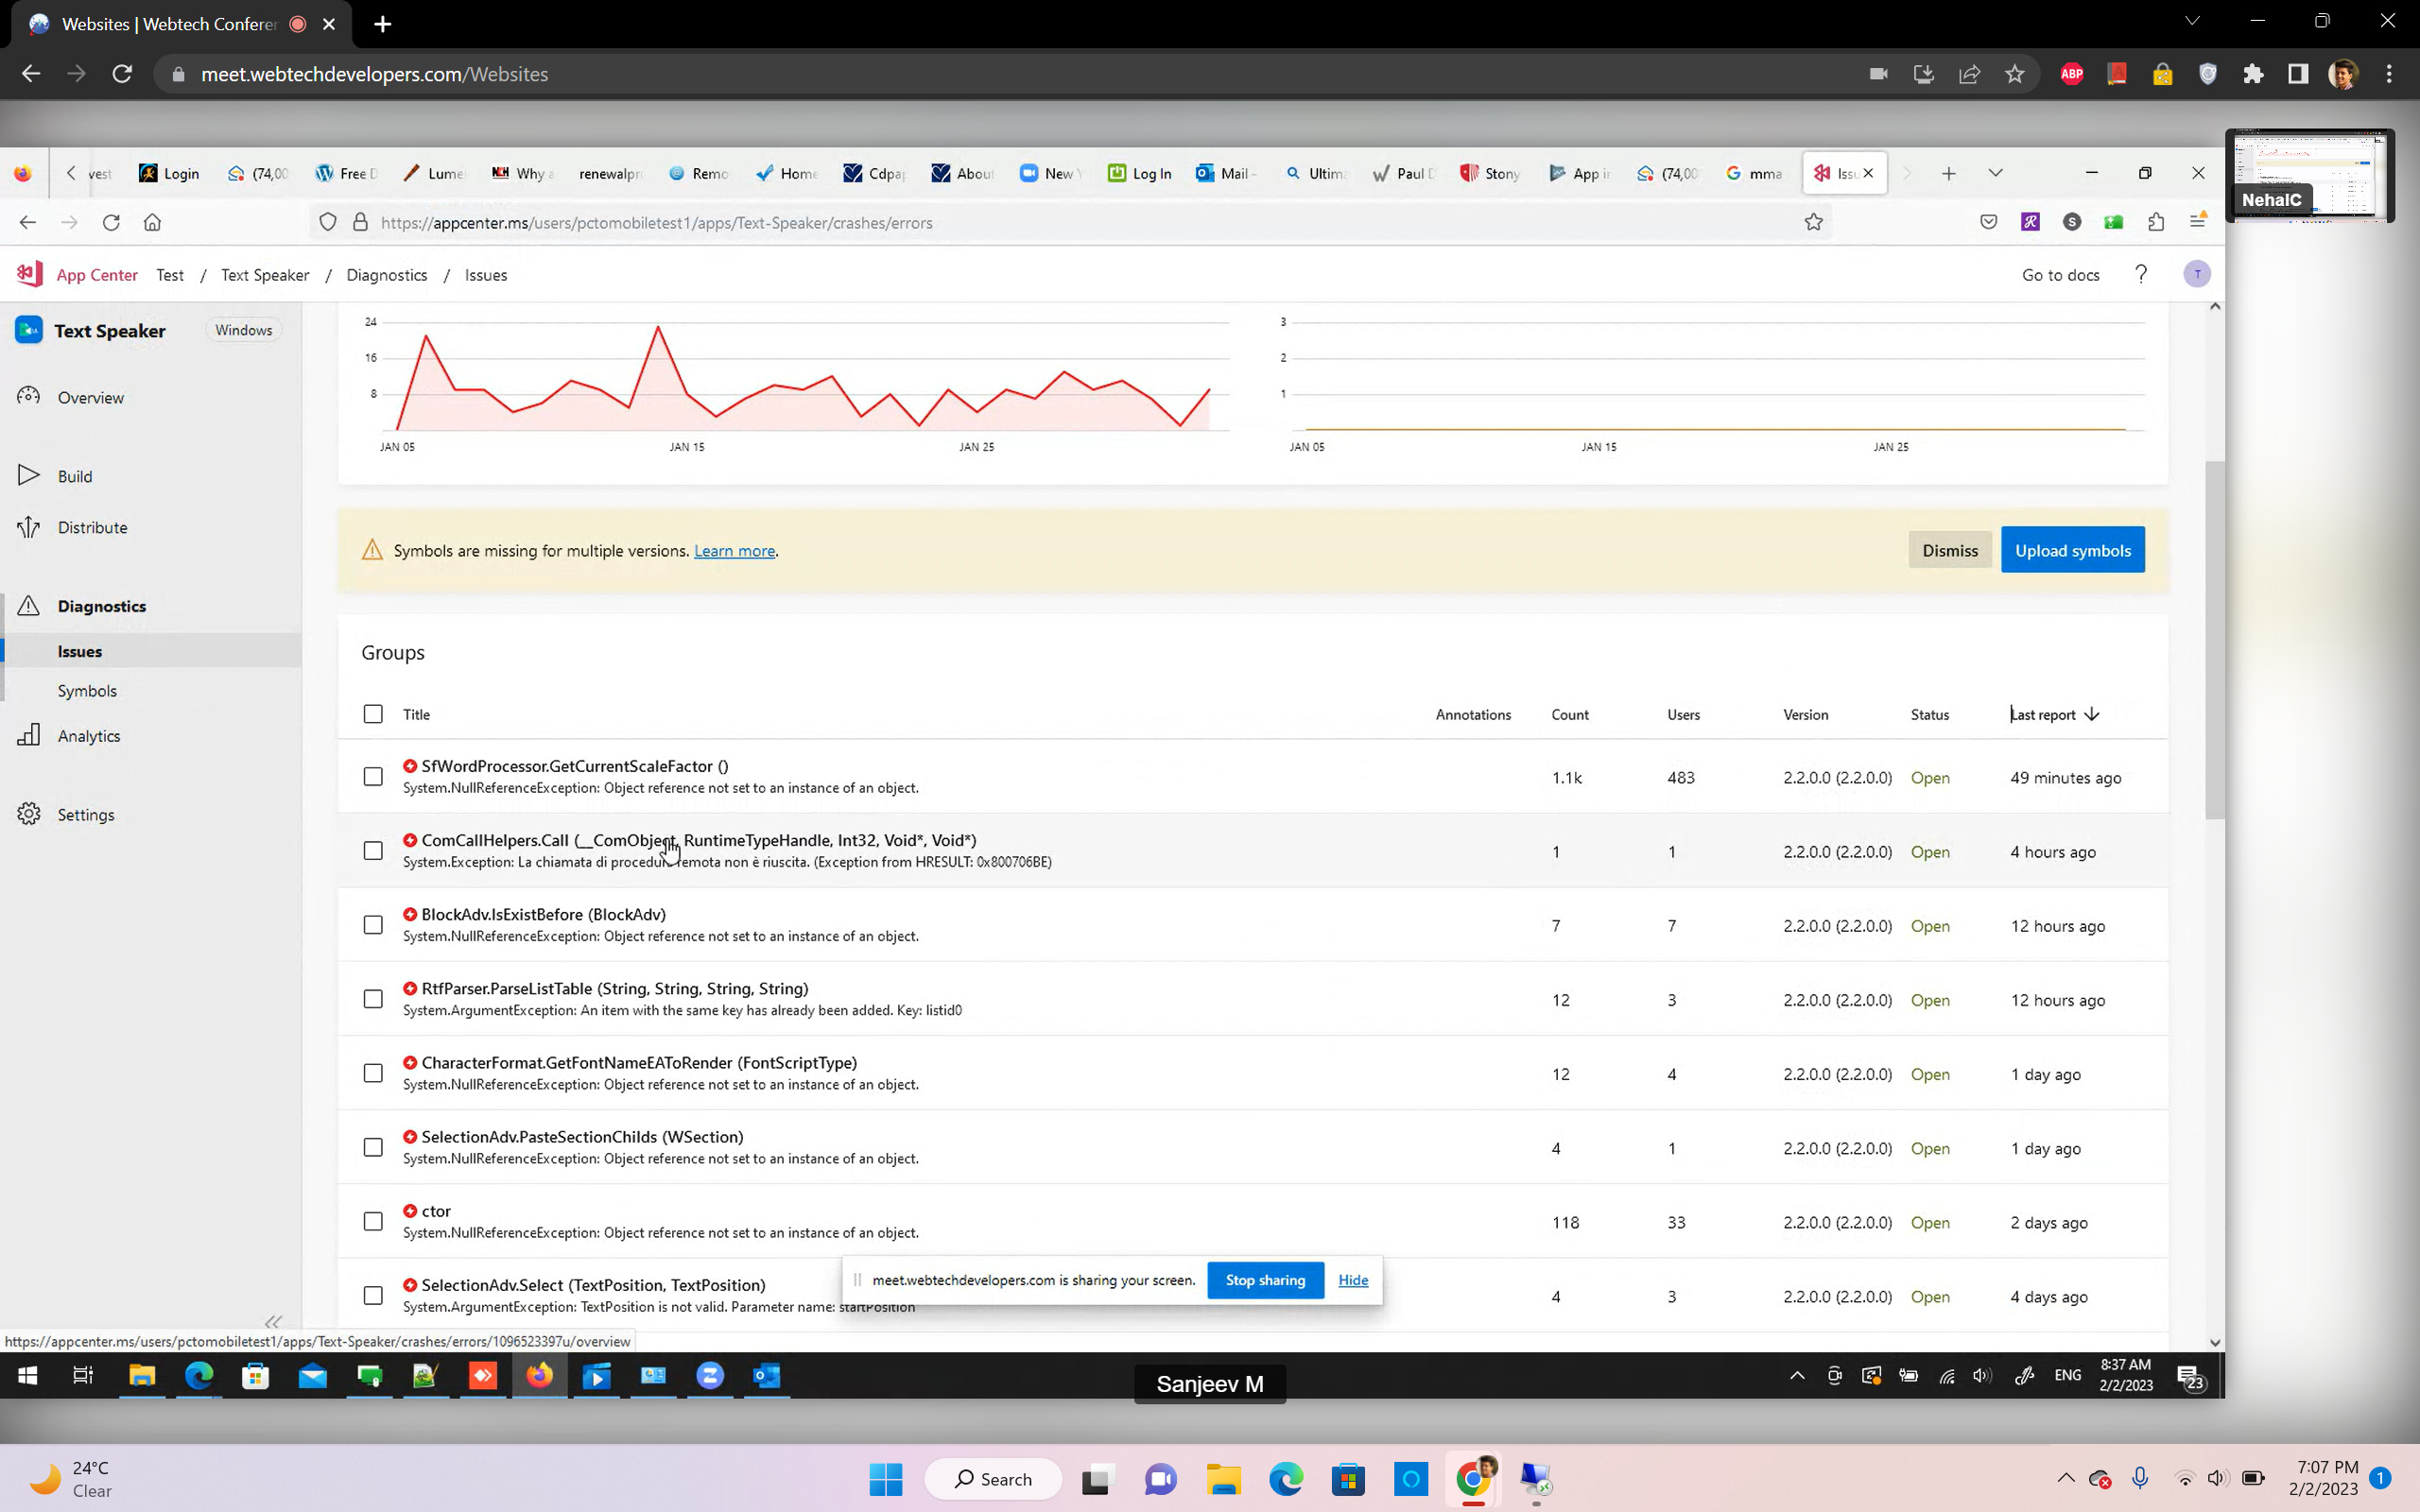 Websites | Webtech Conferen
meet.webtechdevelopers.com/Websites
ABP
vest Login (74,00 Free D Lume Why a renewalpr Remo Home Cdpa About New Y Log In Mail - Ultim Paul D Stony App in (74,00 mma Issu
NehalC
https://appcenter.ms/users/pctomobiletest1/apps/Text-Speaker/crashes/errors
App Center Test / Text Speaker / Diagnostics / Issues
Go to docs ? T
Text Speaker Windows
Overview
Build
Distribute
Diagnostics
Issues
Symbols
Analytics
Settings
24
16
8
JAN 05 JAN 15 JAN 25
3
2
1
JAN 05 JAN 15 JAN 25
Symbols are missing for multiple versions. Learn more.
Dismiss Upload symbols
Groups
Title Annotations Count Users Version Status Last report
SfWordProcessor.GetCurrentScaleFactor ()
System.NullReferenceException: Object reference not set to an instance of an object.
1.1k 483 2.2.0.0 (2.2.0.0) Open 49 minutes ago
ComCallHelpers.Call (__ComObject, RuntimeTypeHandle, Int32, Void*, Void*)
System.Exception: La chiamata di procedura remota non è riuscita. (Exception from HRESULT: 0x800706BE)
1 1 2.2.0.0 (2.2.0.0) Open 4 hours ago
BlockAdv.IsExistBefore (BlockAdv)
System.NullReferenceException: Object reference not set to an instance of an object.
7 7 2.2.0.0 (2.2.0.0) Open 12 hours ago
RtfParser.ParseListTable (String, String, String, String)
System.ArgumentException: An item with the same key has already been added. Key: listid0
12 3 2.2.0.0 (2.2.0.0) Open 12 hours ago
CharacterFormat.GetFontNameEAToRender (FontScriptType)
System.NullReferenceException: Object reference not set to an instance of an object.
12 4 2.2.0.0 (2.2.0.0) Open 1 day ago
SelectionAdv.PasteSectionChilds (WSection)
System.NullReferenceException: Object reference not set to an instance of an object.
4 1 2.2.0.0 (2.2.0.0) Open 1 day ago
ctor
System.NullReferenceException: Object reference not set to an instance of an object.
118 33 2.2.0.0 (2.2.0.0) Open 2 days ago
SelectionAdv.Select (TextPosition, TextPosition)
System.ArgumentException: TextPosition is not valid. Parameter name: startPosition
4 3 2.2.0.0 (2.2.0.0) Open 4 days ago
meet.webtechdevelopers.com is sharing your screen. Stop sharing Hide
https://appcenter.ms/users/pctomobiletest1/apps/Text-Speaker/crashes/errors/1096523397u/overview
ENG 8:37 AM
2/2/2023
23
Sanjeev M
24°C
Clear
Search
7:07 PM
2/2/2023
1